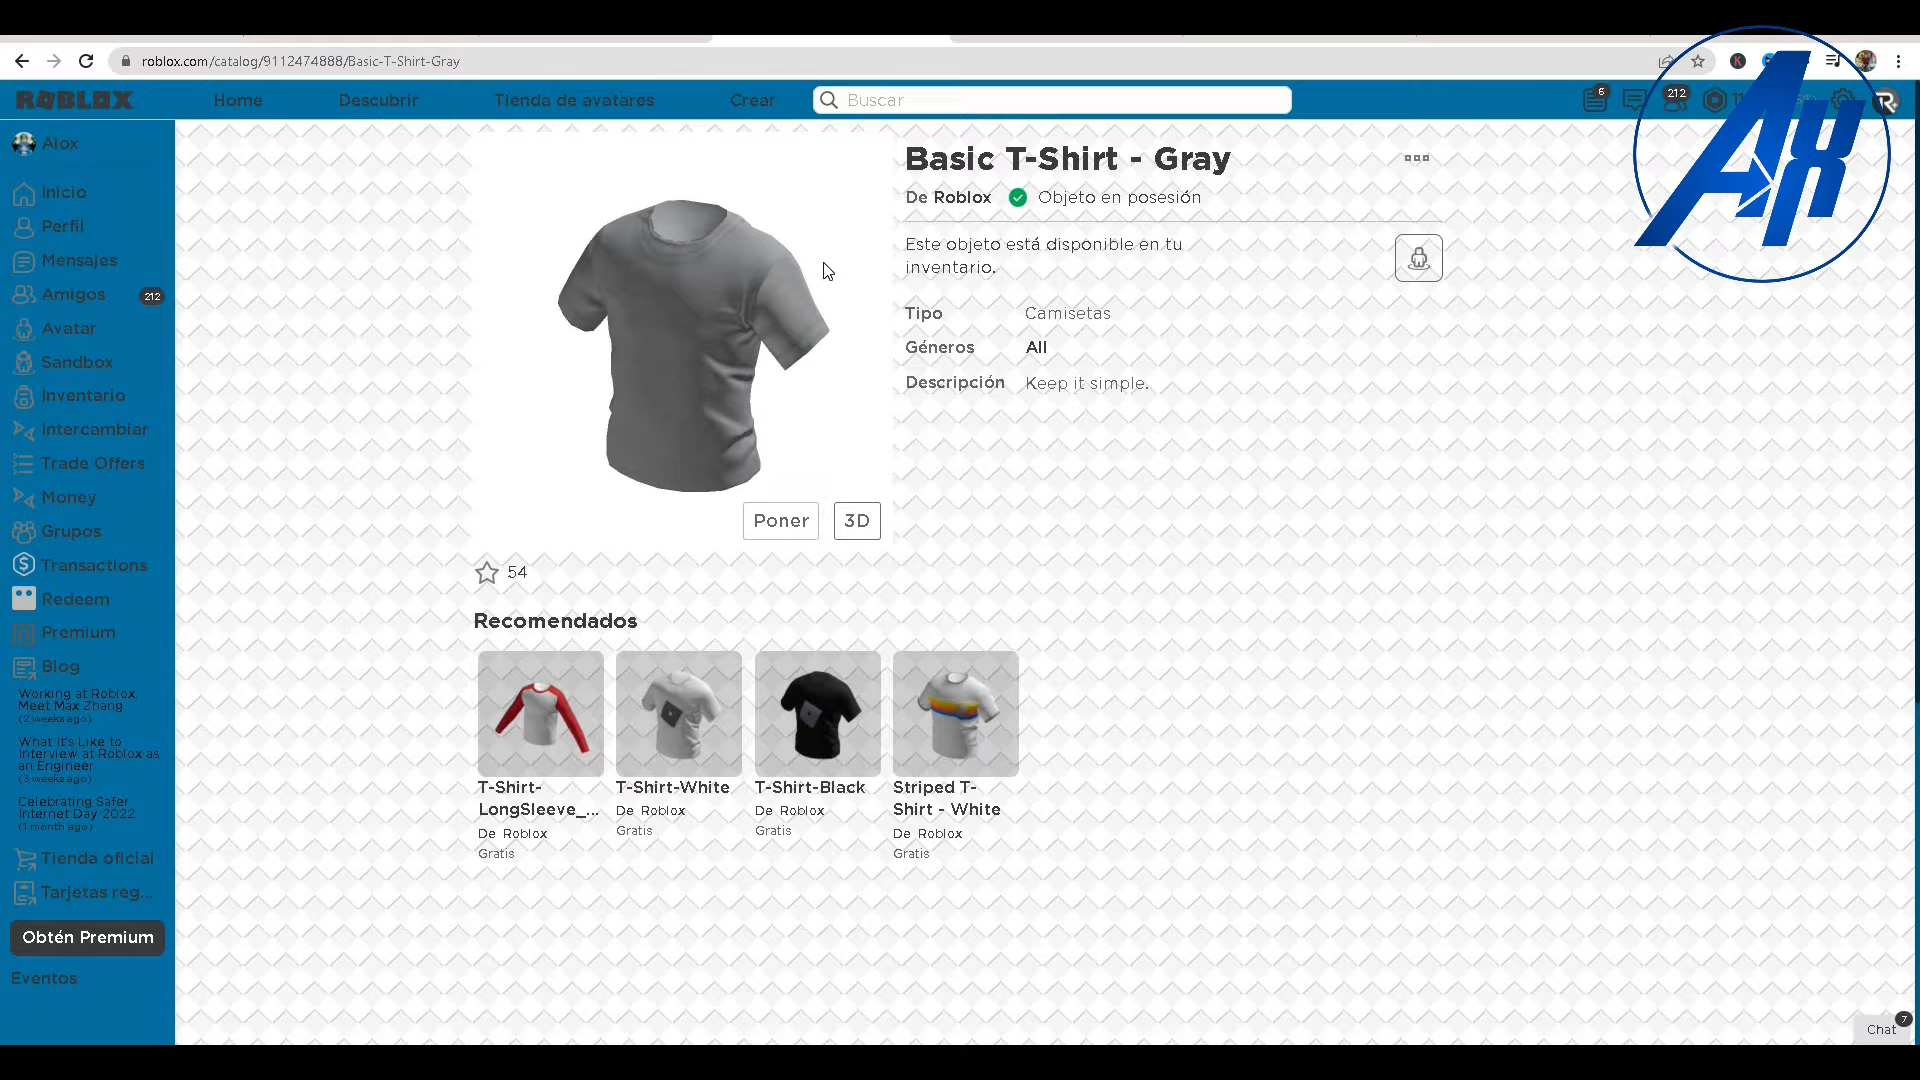 roblox.com/catalog/9112474888/Basic-T-Shirt-Gray
ROBLOX
Home
Descubrir
Tienda de avatares
Crear
Buscar
6
212
Alox
Inicio
Perfil
Mensajes
Amigos
212
Avatar
Sandbox
Inventario
Intercambiar
Trade Offers
Money
Grupos
Transactions
Redeem
Premium
Blog
Working at Roblox:
Meet Max Zhang
(2 weeks ago)
What It's Like to
Interview at Roblox as
an Engineer
(3 weeks ago)
Celebrating Safer
Internet Day 2022
(1 month ago)
Tienda oficial
Tarjetas reg...
Obtén Premium
Eventos
Basic T-Shirt - Gray
De Roblox
Objeto en posesión
Este objeto está disponible en tu
inventario.
Tipo
Camisetas
Géneros
All
Descripción
Keep it simple.
Poner
3D
54
Recomendados
T-Shirt-
LongSleeve_...
De Roblox
Gratis
T-Shirt-White
De Roblox
Gratis
T-Shirt-Black
De Roblox
Gratis
Striped T-
Shirt - White
De Roblox
Gratis
Chat
7